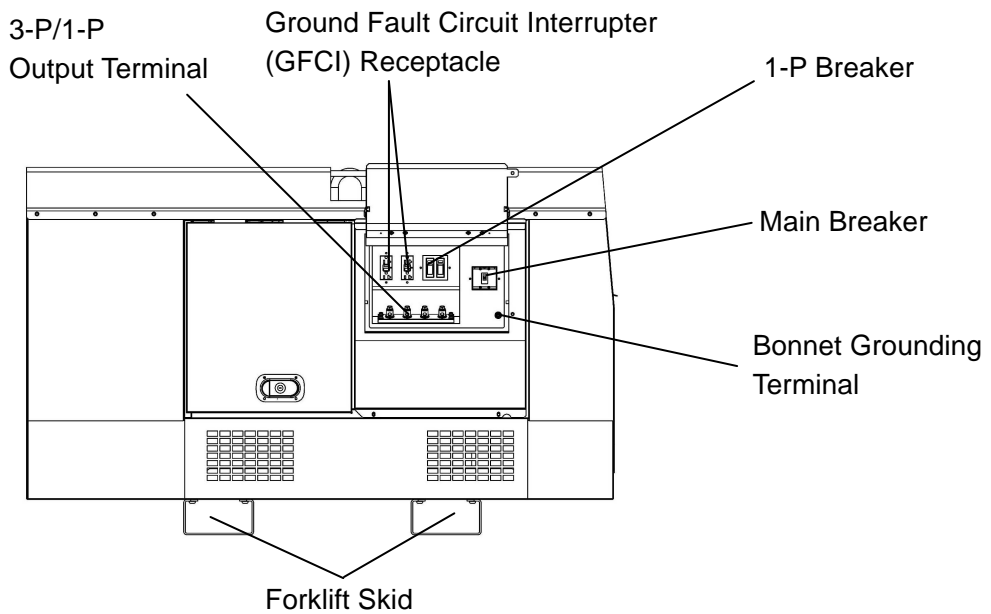 3-P/1-P
Output Terminal
Ground Fault Circuit Interrupter
(GFCI) Receptacle
1-P Breaker
Main Breaker
Bonnet Grounding
Terminal
Forklift Skid